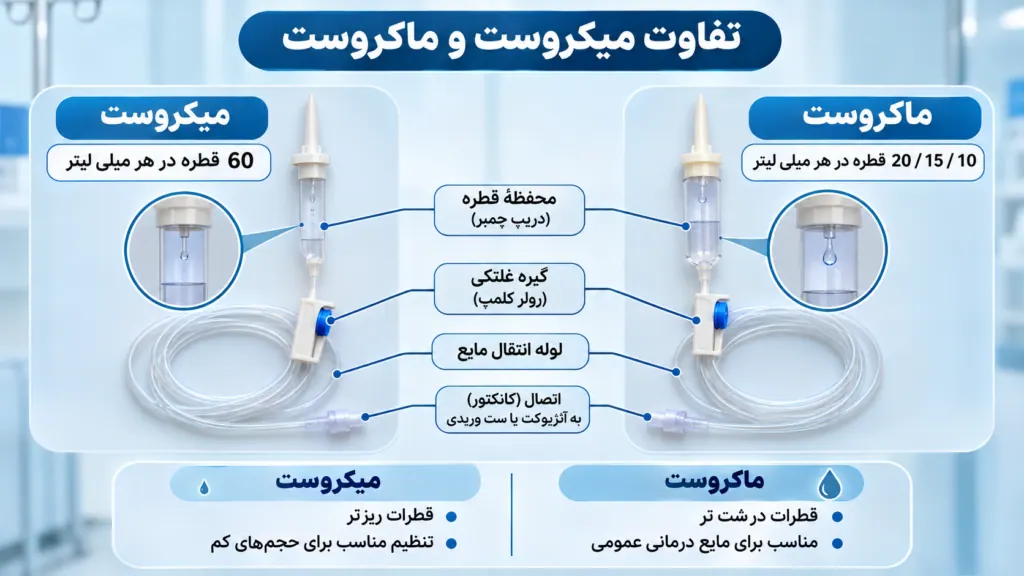 تفاوت میکروست و ماکروست
ماکروست
10 / 15 / 20 قطره در هر میلی لیتر
میکروست
60 قطره در هر میلی لیتر
محفظهٔ قطره
(دریپ چمبر)
گیره غلتکی
(رولر کلمپ)
لوله انتقال مایع
اتصال (کانکتور)
به آنژیوکت یا ست وریدی
ماکروست
قطرات درشت تر
مناسب برای مایع درمانی عمومی
میکروست
قطرات ریزتر
تنظیم مناسب برای حجم‌های کم